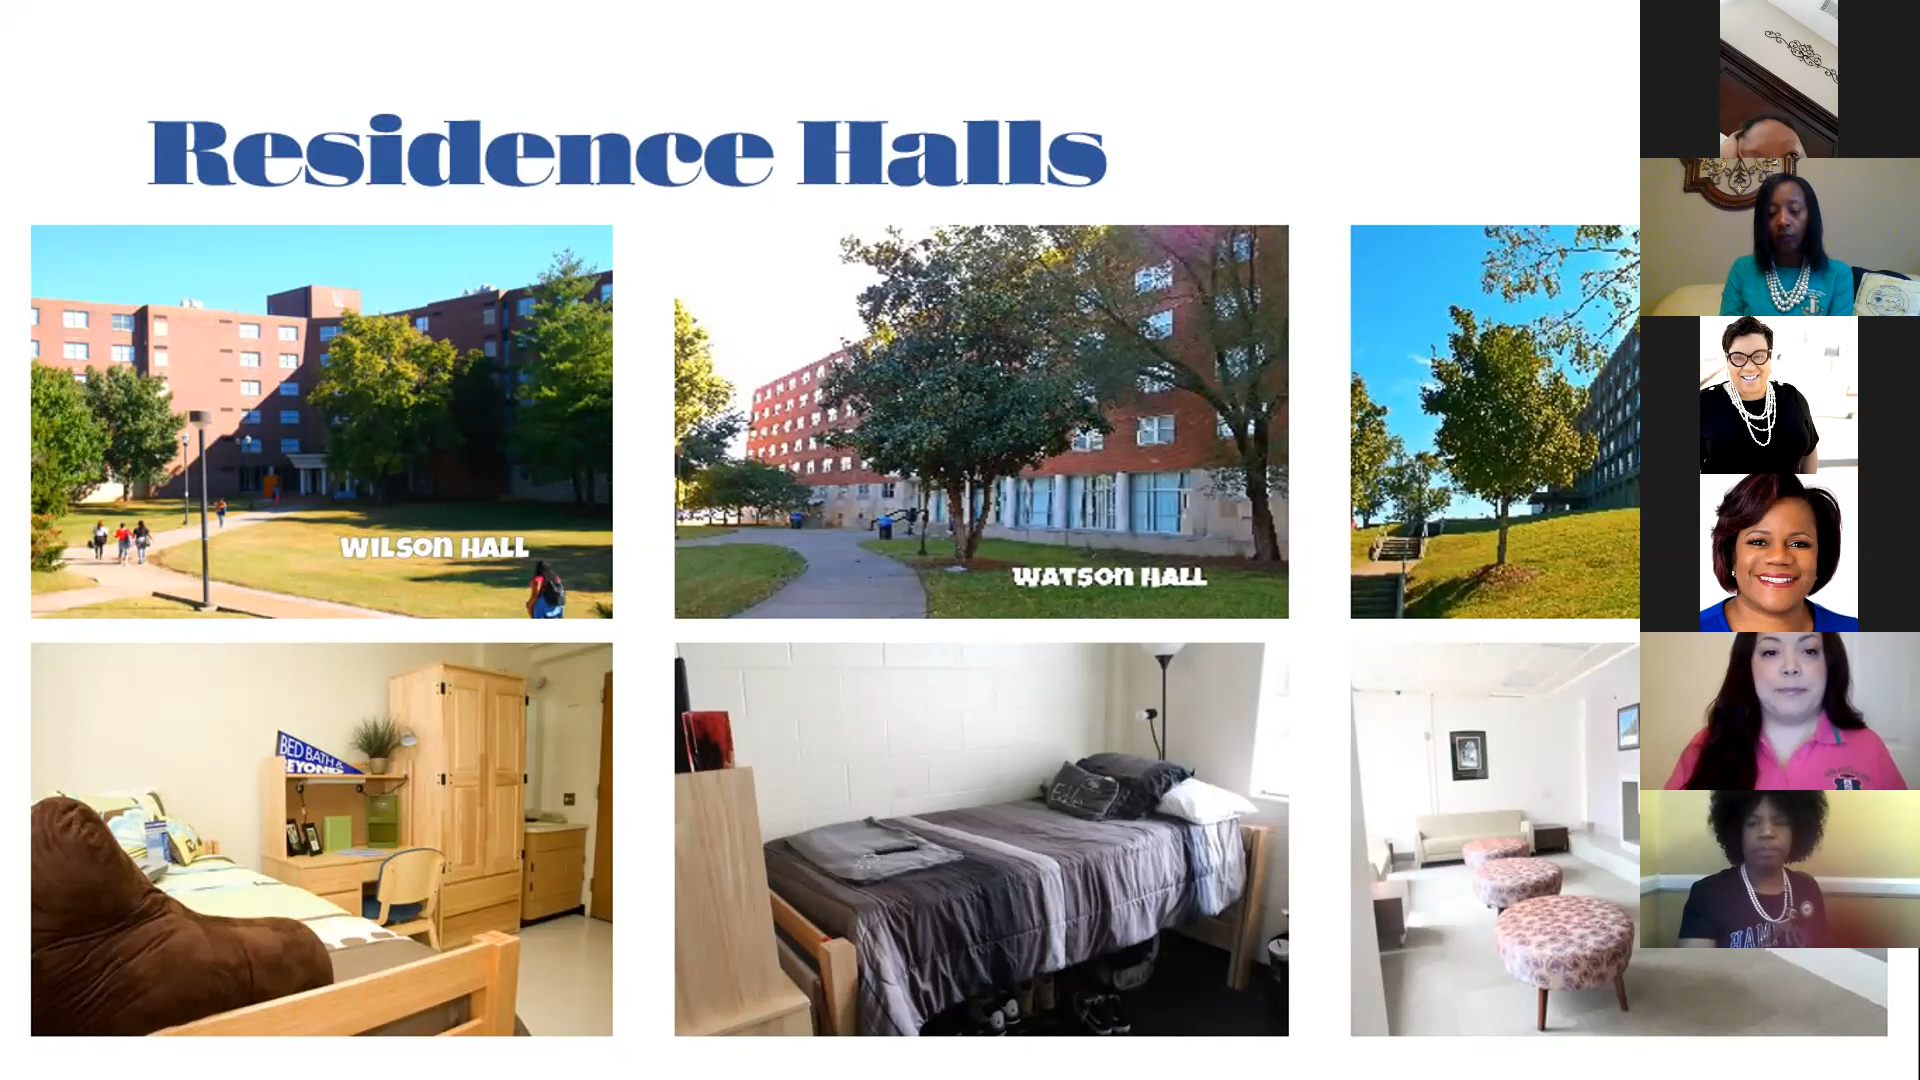 Residence Halls
WILSON HALL
WATSON HALL
BED BATH &
BEYOND